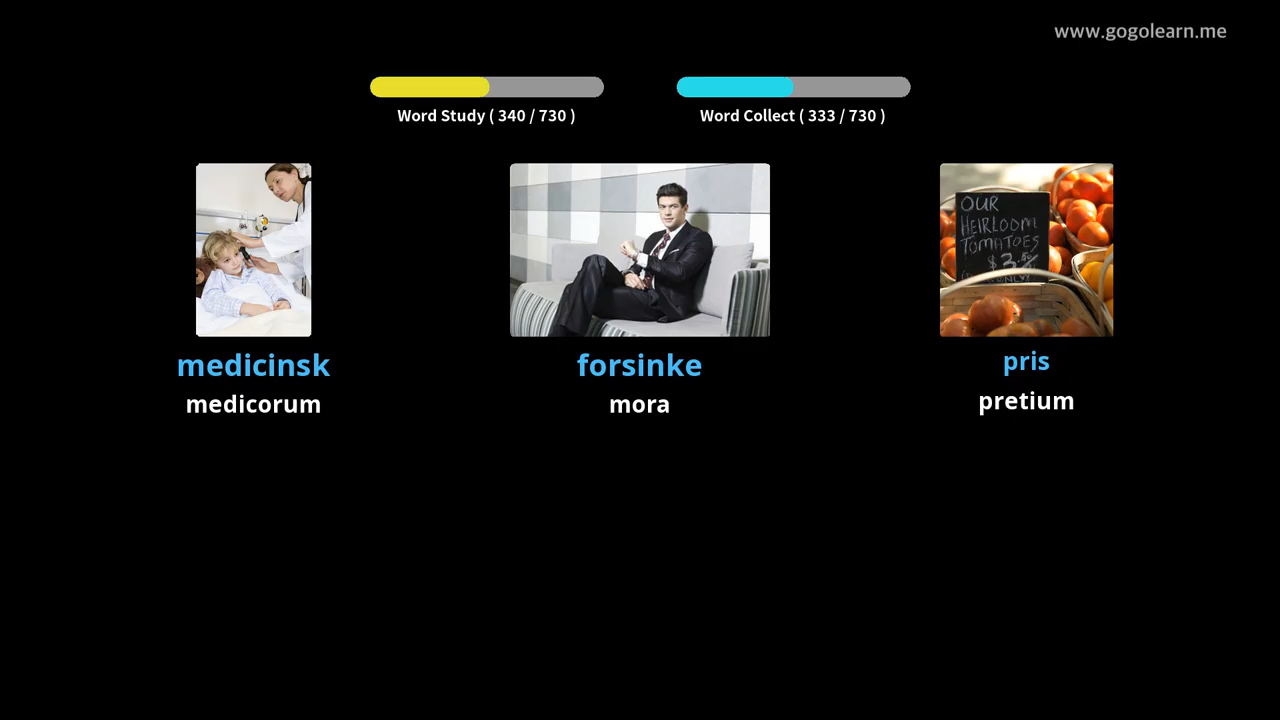 www.gogolearn.me
Word Study ( 340 / 730 )
Word Collect ( 333 / 730 )
OUR
HEIRLOOM
TOMATOES
medicinsk
forsinke
pris
medicorum
mora
pretium